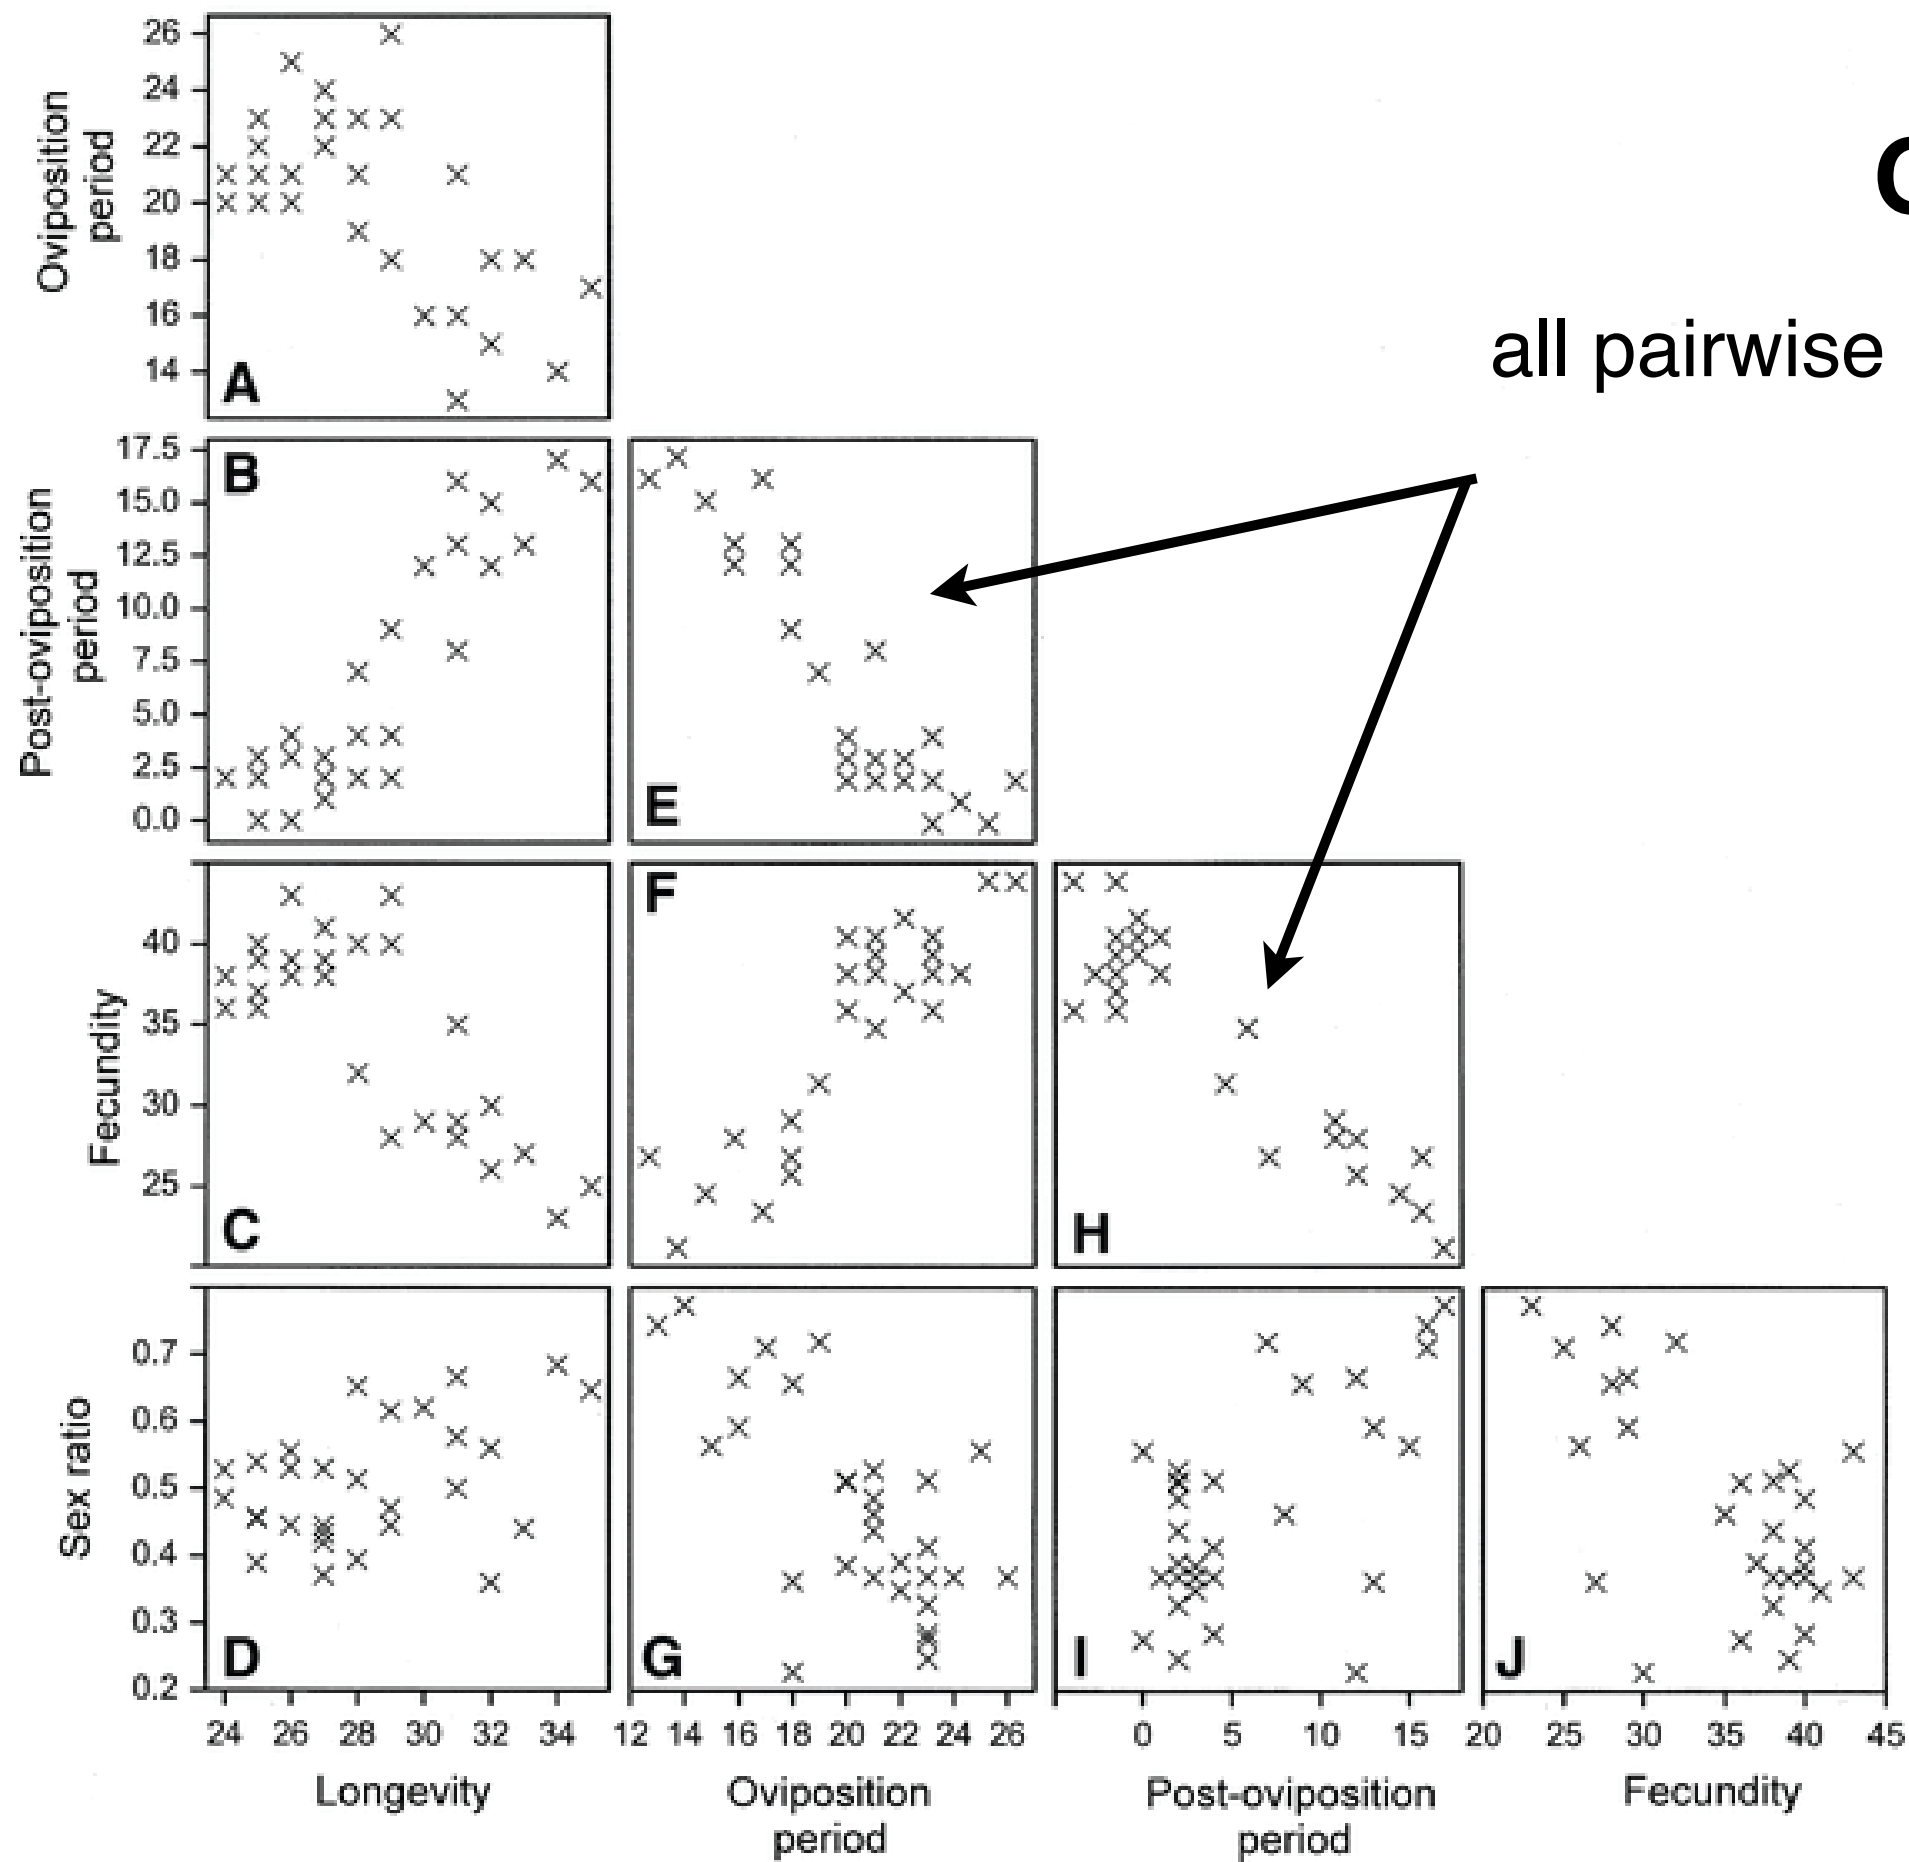 all pairwise
Oviposition
period
26
24
22
20
18
16
14
A
Post-oviposition
period
17.5
15.0
12.5
10.0
7.5
5.0
2.5
0.0
B
E
Fecundity
40
35
30
25
C
F
H
Sex ratio
0.7
0.6
0.5
0.4
0.3
0.2
D
G
I
J
24 26 28 30 32 34
12 14 16 18 20 22 24 26
0 5 10 15
20 25 30 35 40 45
Longevity
Oviposition
period
Post-oviposition
period
Fecundity